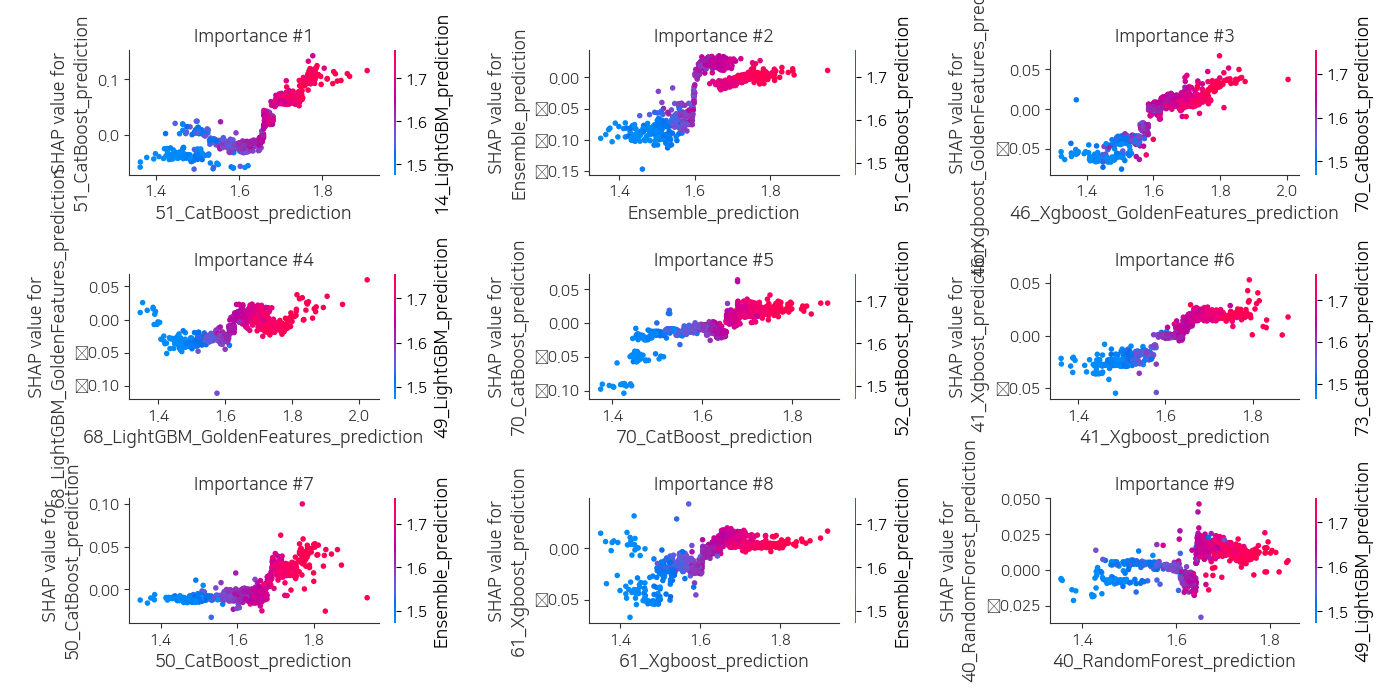 Importance #1
SHAP value for
51_CatBoost_prediction
0.1
0.0
1.4
1.6
1.8
51_CatBoost_prediction
1.7
1.6
1.5
14_LightGBM_prediction
Importance #2
SHAP value for
Ensemble_prediction
0.00
0.05
0.10
0.15
1.4
1.6
1.8
Ensemble_prediction
1.7
1.6
1.5
51_CatBoost_prediction
Importance #3
SHAP value for
46_Xgboost_GoldenFeatures_prediction
0.05
0.00
0.05
1.4
1.6
1.8
2.0
46_Xgboost_GoldenFeatures_prediction
1.7
1.6
1.5
70_CatBoost_prediction
Importance #4
SHAP value for
68_LightGBM_GoldenFeatures_prediction
0.05
0.00
0.05
0.10
1.4
1.6
1.8
2.0
68_LightGBM_GoldenFeatures_prediction
1.7
1.6
1.5
49_LightGBM_prediction
Importance #5
SHAP value for
70_CatBoost_prediction
0.05
0.00
0.05
0.10
1.4
1.6
1.8
70_CatBoost_prediction
1.7
1.6
1.5
52_CatBoost_prediction
Importance #6
SHAP value for
41_Xgboost_prediction
0.05
0.00
0.05
1.4
1.6
1.8
41_Xgboost_prediction
1.7
1.6
1.5
73_CatBoost_prediction
Importance #7
SHAP value for
50_CatBoost_prediction
0.10
0.05
0.00
1.4
1.6
1.8
50_CatBoost_prediction
1.7
1.6
1.5
Ensemble_prediction
Importance #8
SHAP value for
61_Xgboost_prediction
0.00
0.05
1.4
1.6
1.8
61_Xgboost_prediction
1.7
1.6
1.5
Ensemble_prediction
Importance #9
SHAP value for
40_RandomForest_prediction
0.050
0.025
0.000
0.025
1.4
1.6
1.8
40_RandomForest_prediction
1.7
1.6
1.5
49_LightGBM_prediction